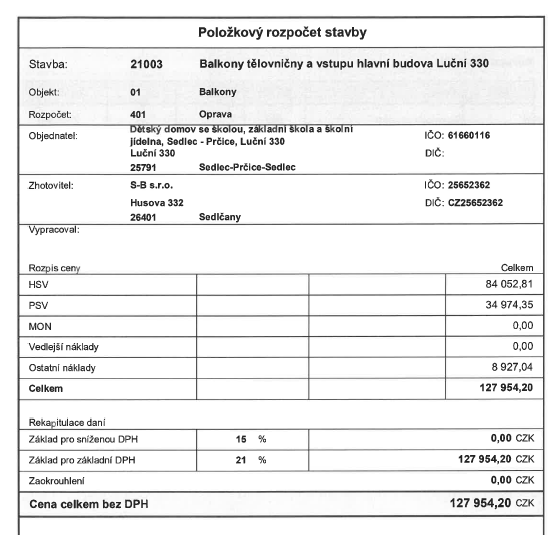 Položkový rozpočet stavby
Stavba: 21003 Balkony tělovničny a vstupu hlavní budova Luční 330
Objekt: 01 Balkony
Rozpočet: 401 Oprava
Objednatel: Dětský domov se školou, základní škola a školní IČO: 61660116
jídelna, Sedlec - Prčice, Luční 330
Luční 330 DIČ:
25791 Sedlec-Prčice-Sedlec
Zhotovitel: S-B s.r.o. IČO: 25652362
Husova 332 DIČ: CZ25652362
26401 Sedlčany
Vypracoval:
Rozpis ceny Celkem
HSV 84 052,81
PSV 34 974,35
MON 0,00
Vedlejší náklady 0,00
Ostatní náklady 8 927,04
Celkem 127 954,20
Rekapitulace daní
Základ pro sníženou DPH 15 % 0,00 CZK
Základ pro základní DPH 21 % 127 954,20 CZK
Zaokrouhlení 0,00 CZK
Cena celkem bez DPH 127 954,20 CZK